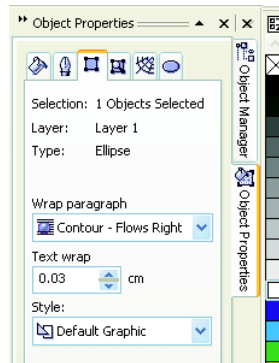 Object Properties
Selection: 1 Objects Selected
Layer: Layer 1
Type: Ellipse
Wrap paragraph
Contour - Flows Right
Text wrap
0.03 cm
Style:
Default Graphic
Object Manager
Object Properties